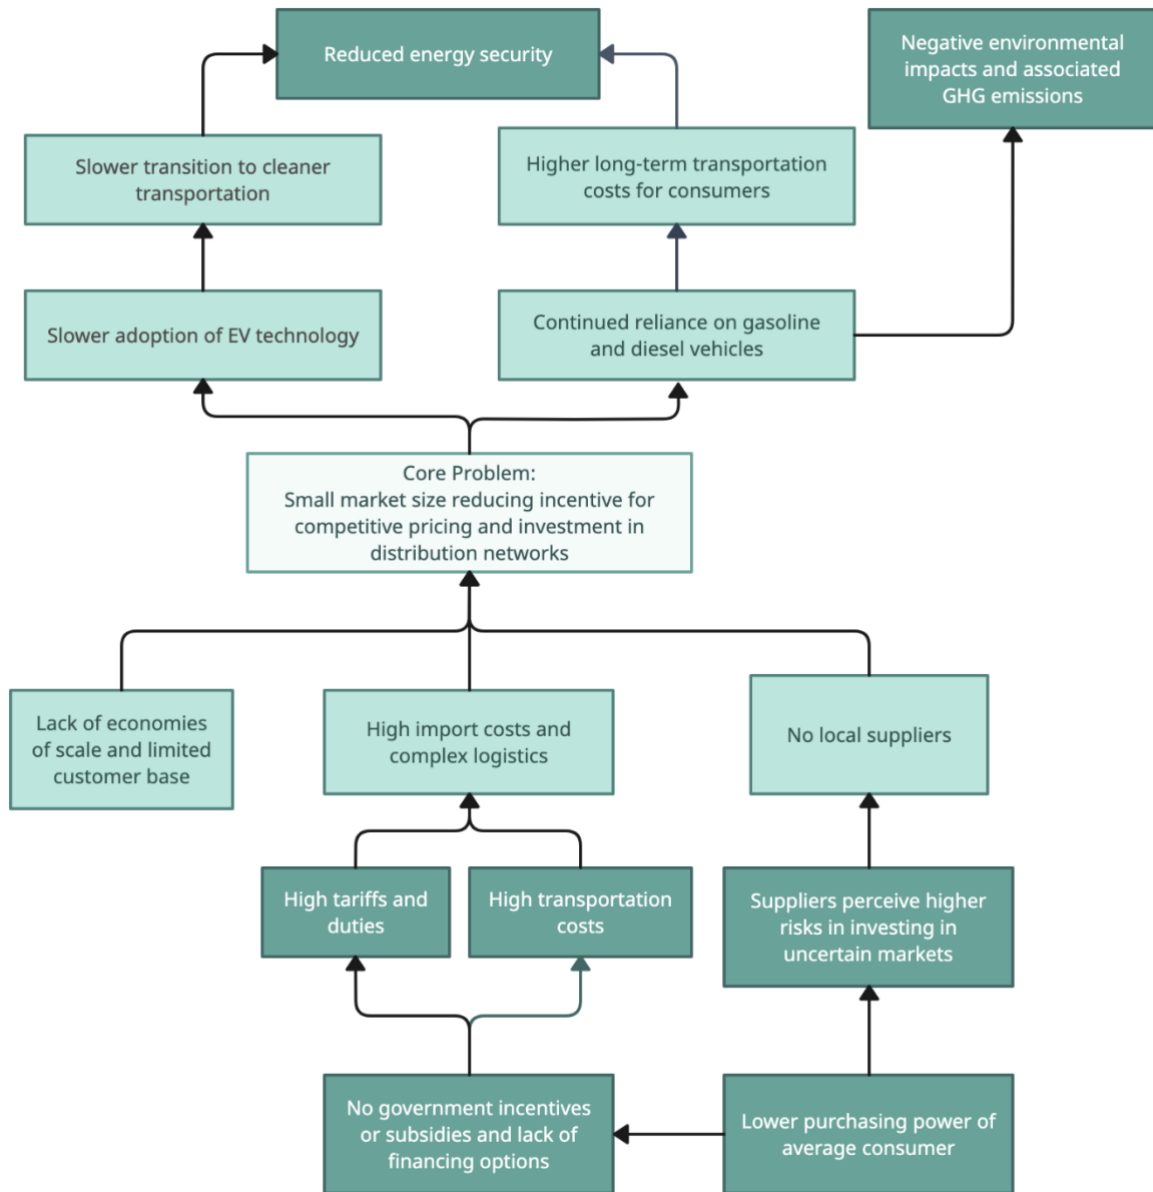 Reduced energy security
Negative environmental
impacts and associated
GHG emissions
Slower transition to cleaner
transportation
Higher long-term transportation
costs for consumers
Slower adoption of EV technology
Continued reliance on gasoline
and diesel vehicles
Core Problem:
Small market size reducing incentive for
competitive pricing and investment in
distribution networks
Lack of economies
of scale and limited
customer base
High import costs and
complex logistics
No local suppliers
High tariffs and
duties
High transportation
costs
Suppliers perceive higher
risks in investing in
uncertain markets
No government incentives
or subsidies and lack of
financing options
Lower purchasing power of
average consumer